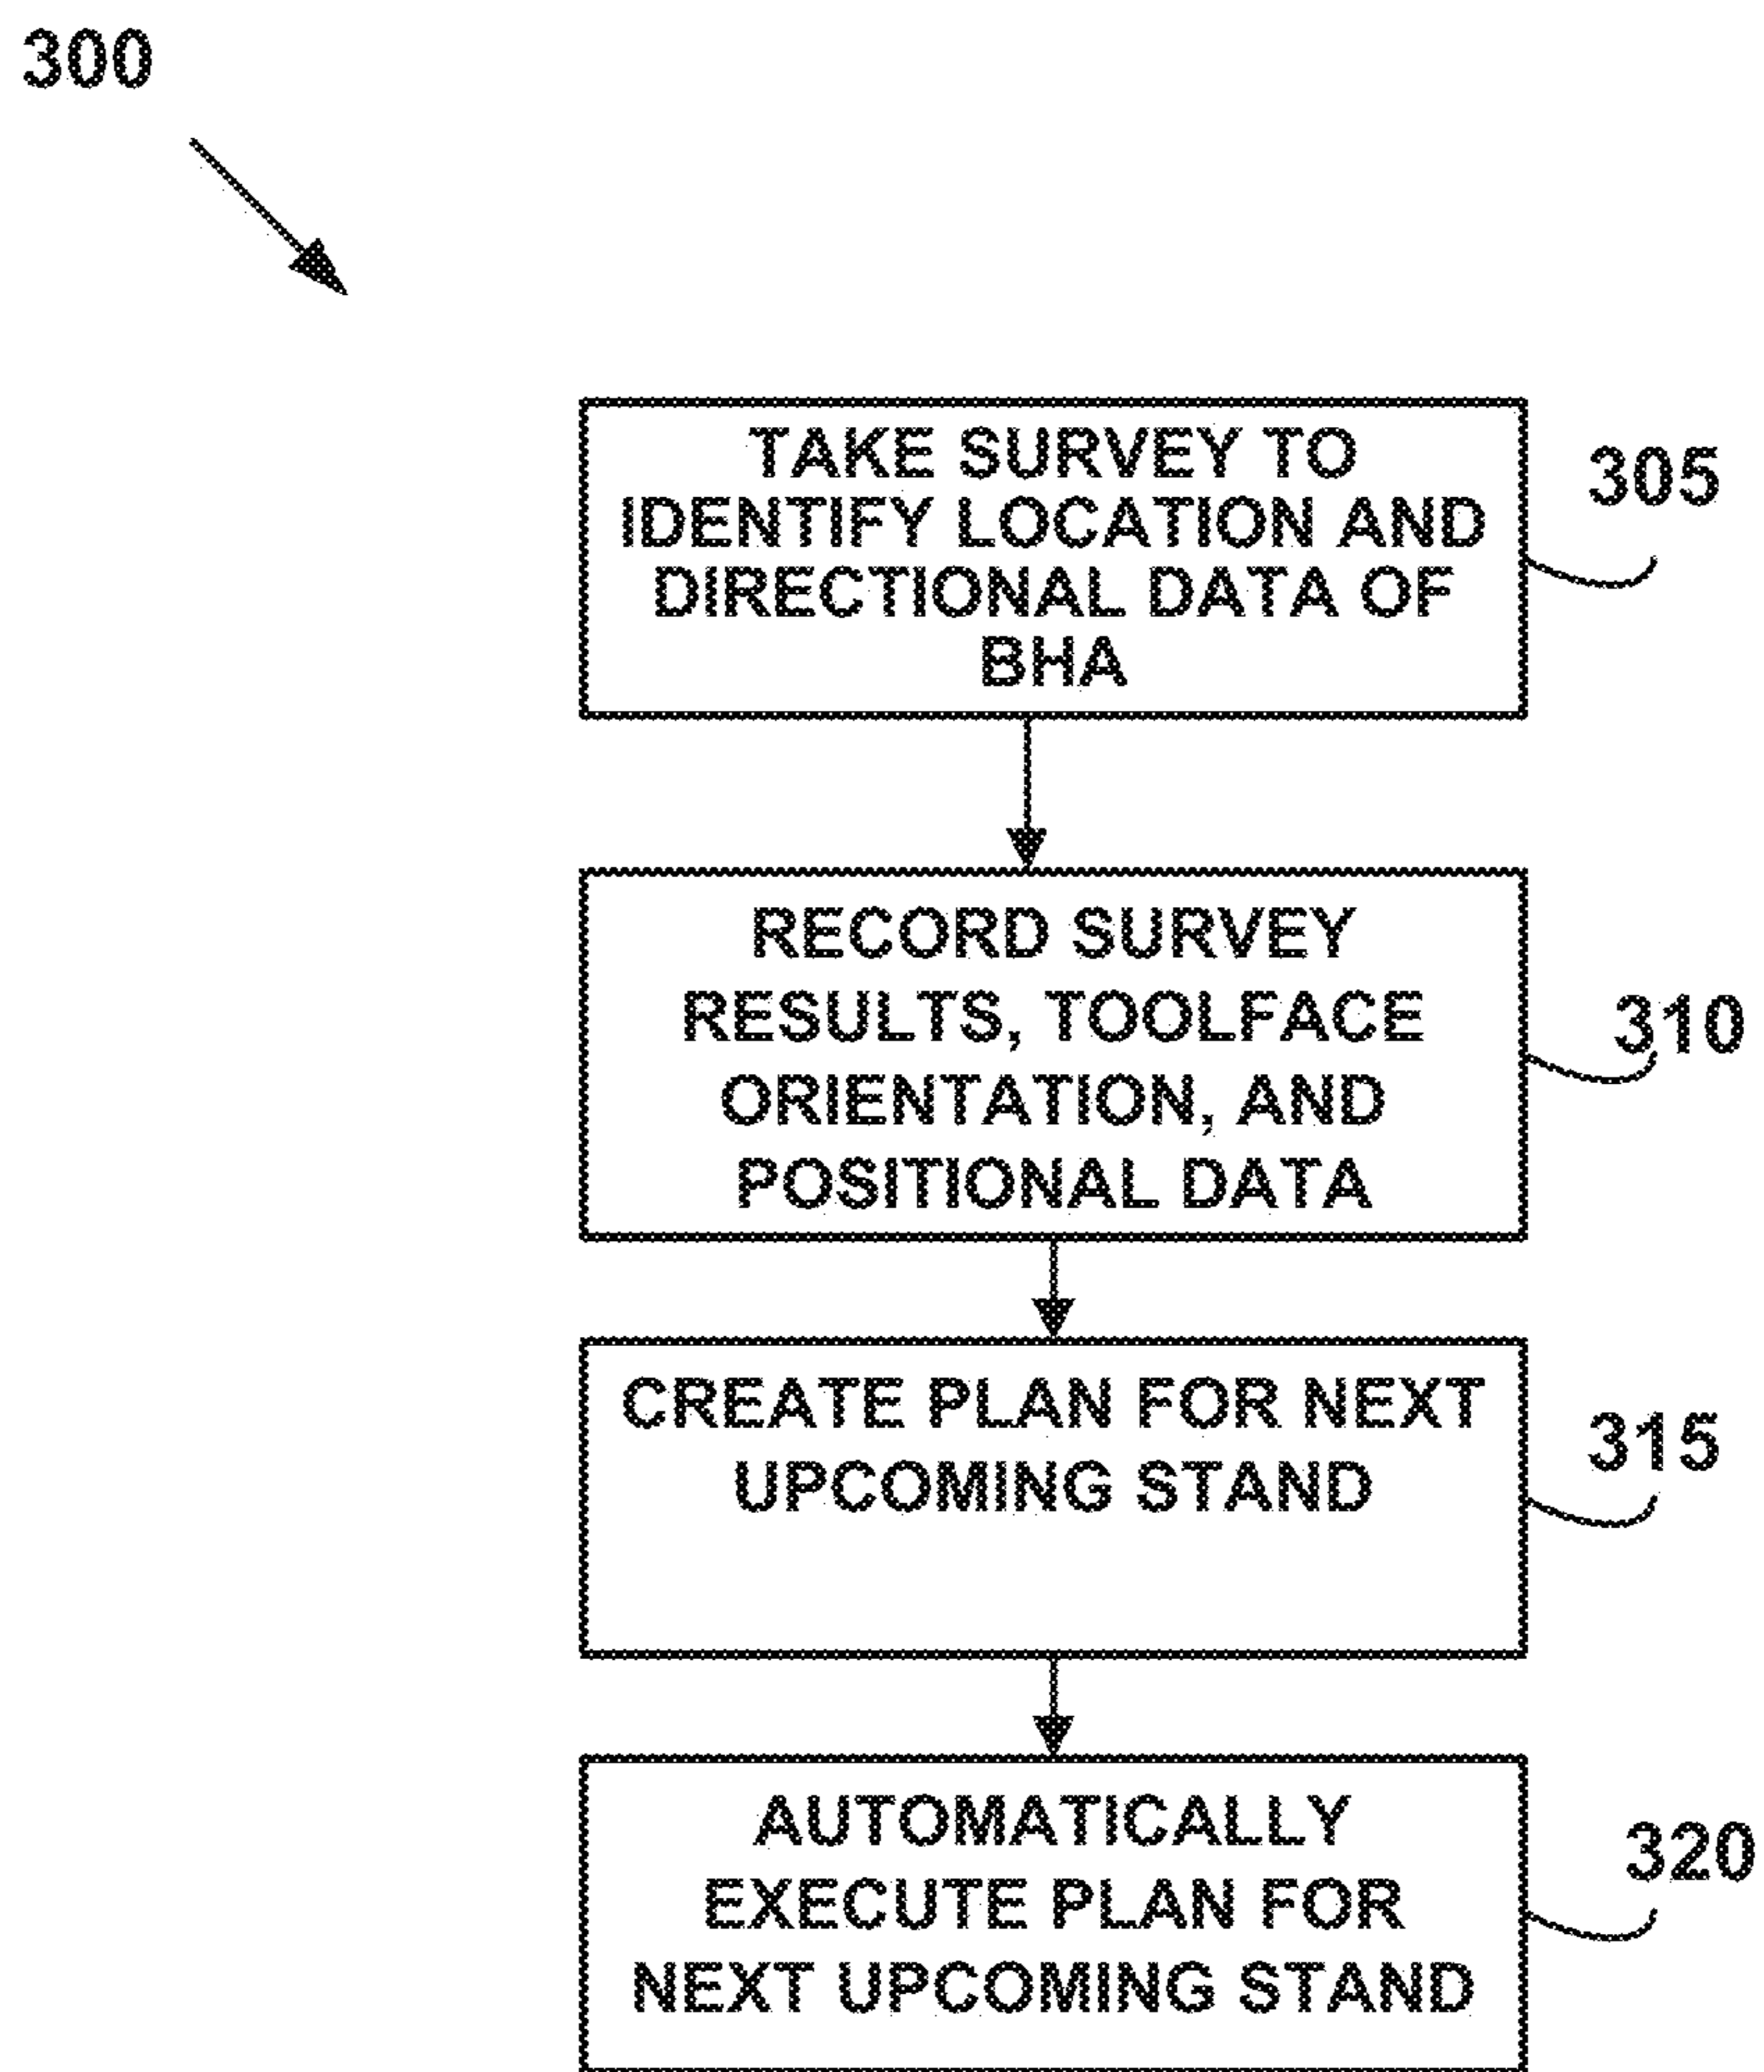 300
TAKE SURVEY TO
IDENTIFY LOCATION AND
DIRECTIONAL DATA OF
BHA
305
RECORD SURVEY
RESULTS, TOOLFACE
ORIENTATION, AND
POSITIONAL DATA
310
CREATE PLAN FOR NEXT
UPCOMING STAND
315
AUTOMATICALLY
EXECUTE PLAN FOR
NEXT UPCOMING STAND
320